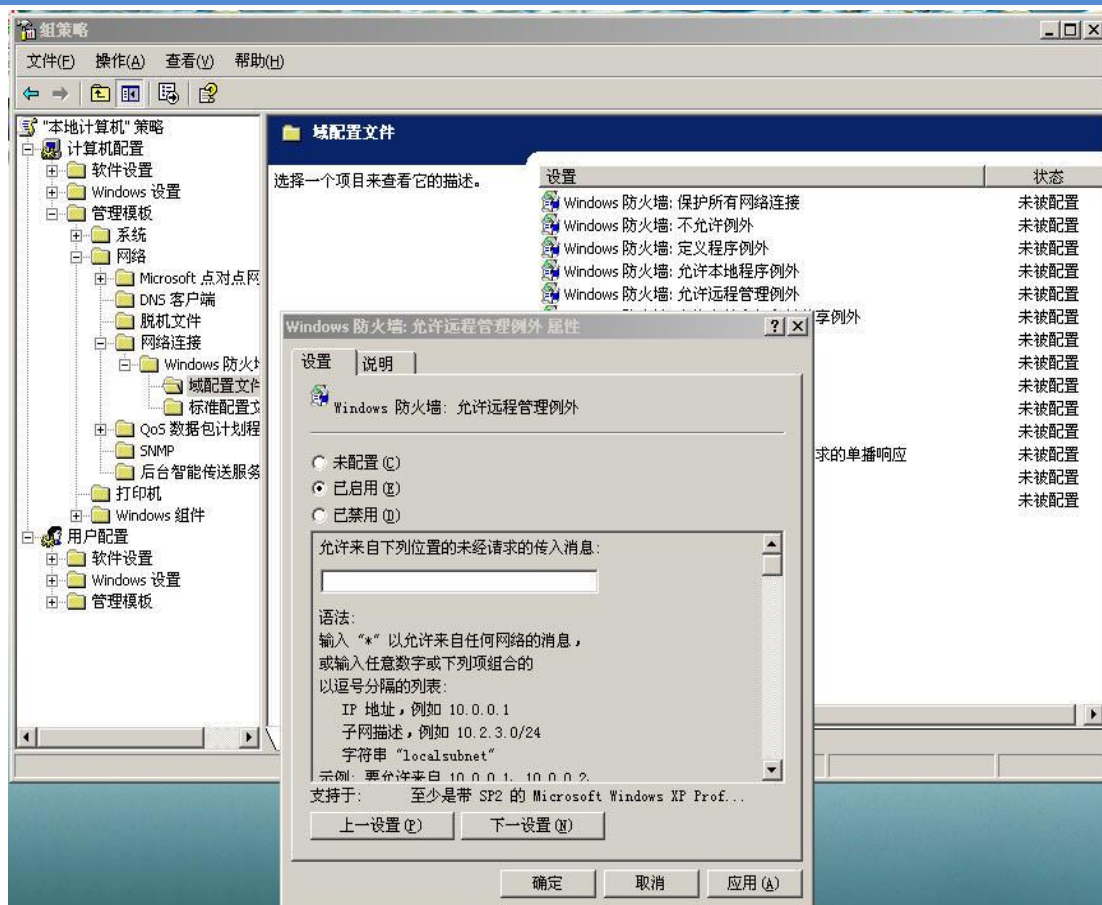 组策略
文件(F) 操作(A) 查看(V) 帮助(H)
"本地计算机" 策略
计算机配置
软件设置
Windows 设置
管理模板
系统
网络
Microsoft 点对点网
DNS 客户端
脱机文件
网络连接
Windows 防火
域配置文件
标准配置文
QoS 数据包计划程
SNMP
后台智能传送服务
打印机
Windows 组件
用户配置
软件设置
Windows 设置
管理模板
域配置文件
选择一个项目来查看它的描述。
设置 状态
Windows 防火墙: 保护所有网络连接 未被配置
Windows 防火墙: 不允许例外 未被配置
Windows 防火墙: 定义程序例外 未被配置
Windows 防火墙: 允许本地程序例外 未被配置
Windows 防火墙: 允许远程管理例外 未被配置
享例外 未被配置
未被配置
未被配置
未被配置
未被配置
未被配置
求的单播响应 未被配置
未被配置
未被配置
Windows 防火墙: 允许远程管理例外 属性
设置 说明
Windows 防火墙: 允许远程管理例外
未配置(C)
已启用(E)
已禁用(D)
允许来自下列位置的未经请求的传入消息:
语法:
输入 “*” 以允许来自任何网络的消息,
或输入任意数字或下列项组合的
以逗号分隔的列表:
IP 地址,例如 10.0.0.1
子网描述,例如 10.2.3.0/24
字符串 “localsubnet”
示例: 要允许来自 10.0.0.1, 10.0.0.2,
支持于: 至少是带 SP2 的 Microsoft Windows XP Prof...
上一设置(P) 下一设置(N)
确定 取消 应用(A)